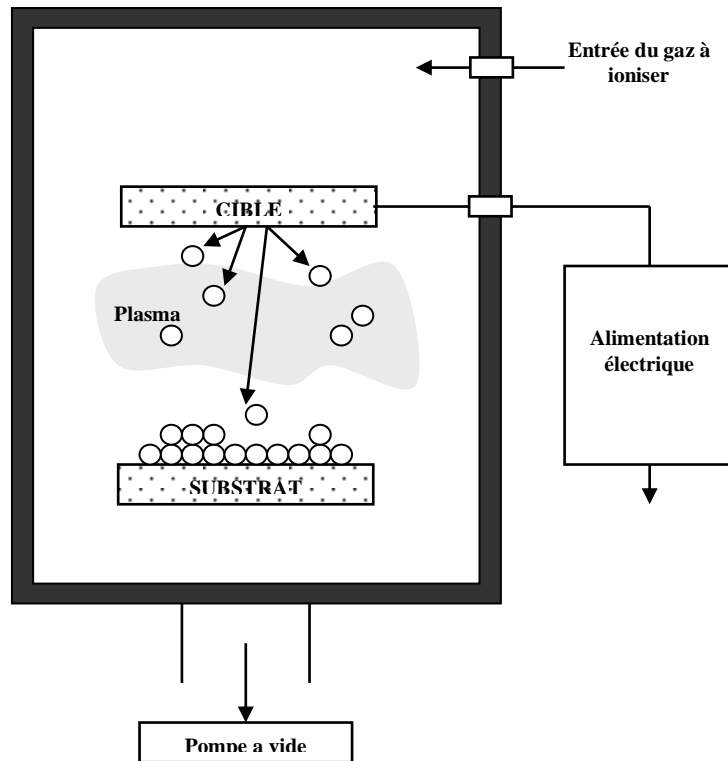 Entrée du gaz à
ioniser
CIBLE
Plasma
Alimentation
électrique
SUBSTRAT
Pompe a vide